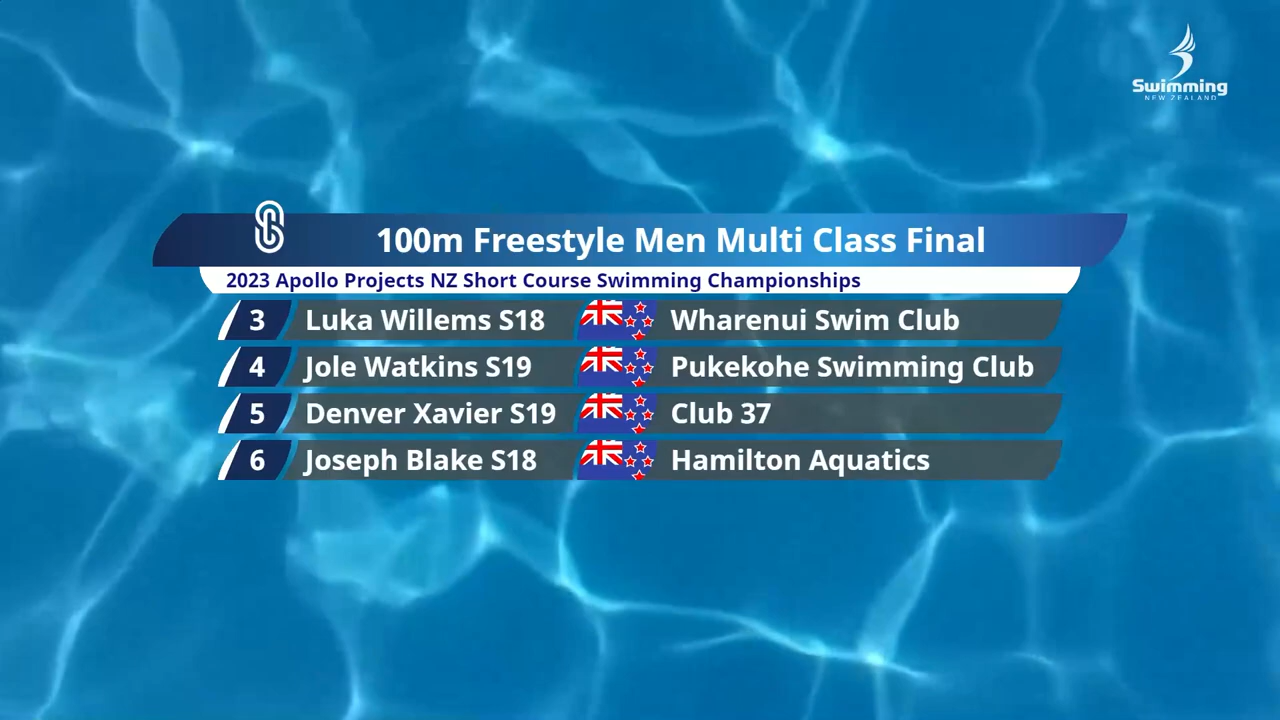 Swimming
NEW ZEALAND
100m Freestyle Men Multi Class Final
2023 Apollo Projects NZ Short Course Swimming Championships
3 Luka Willems S18 Wharenui Swim Club
4 Jole Watkins S19 Pukekohe Swimming Club
5 Denver Xavier S19 Club 37
6 Joseph Blake S18 Hamilton Aquatics